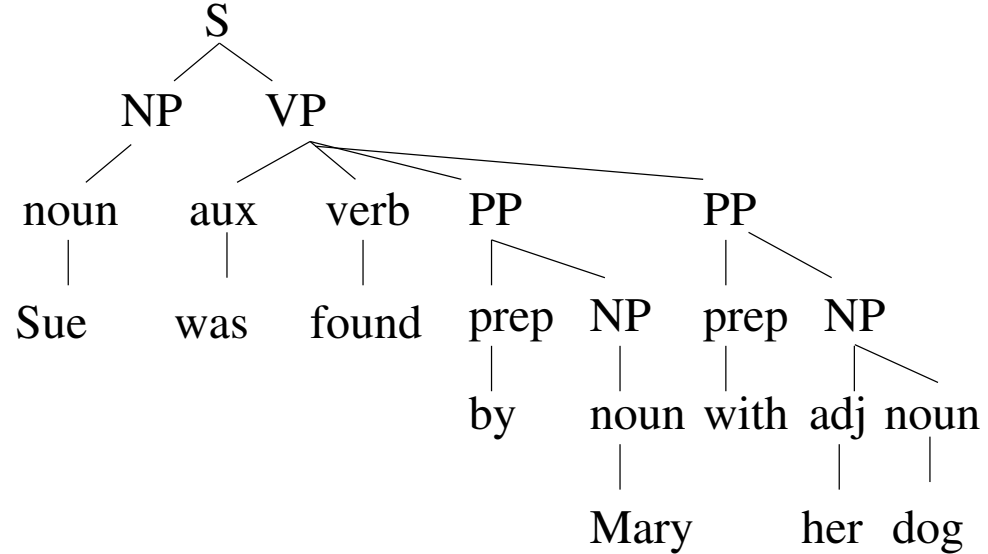 S
NP VP
noun aux verb PP PP
Sue was found prep NP prep NP
by noun with adj noun
Mary her dog